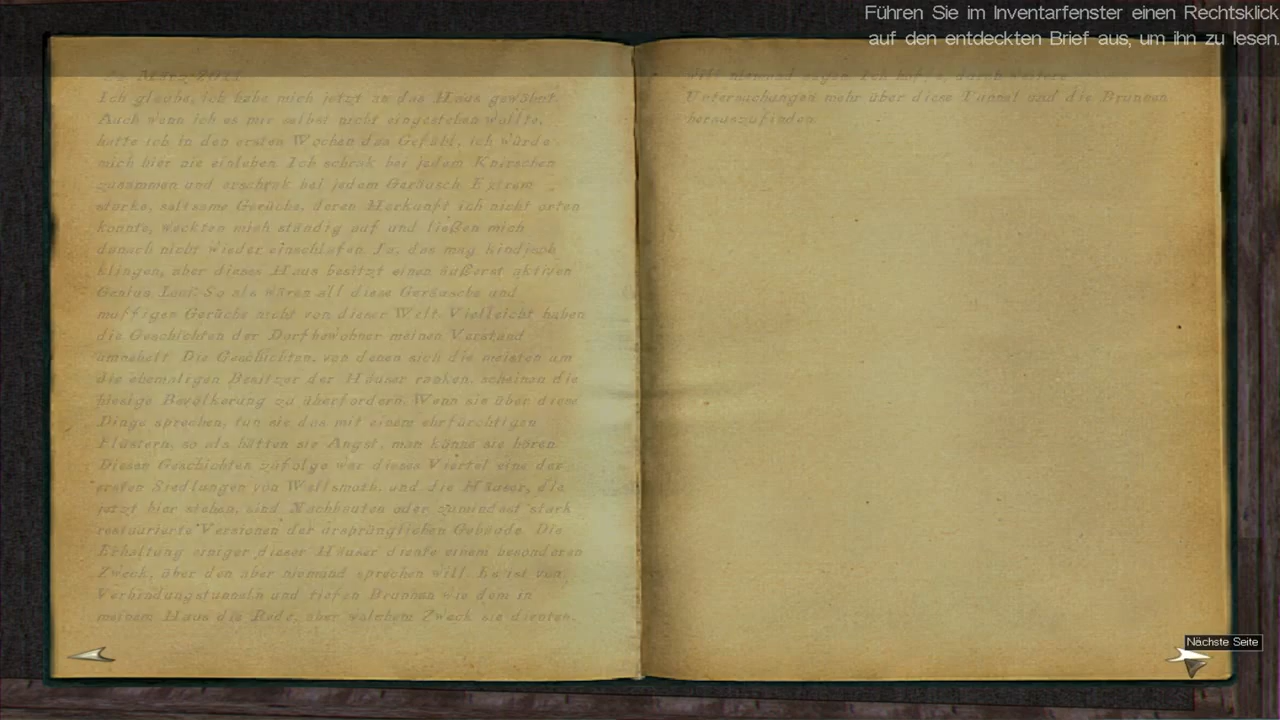 Führen Sie im Inventarfenster einen Rechtsklick
auf den entdeckten Brief aus, um ihn zu lesen.
März 2011
Ich glaube, ich habe mich jetzt an das Haus gewöhnt.
Auch wenn ich es mir selbst nicht eingestehen wollte,
hatte ich in den ersten Wochen das Gefühl, ich würde
mich hier nie einleben. Ich schrak bei jedem Knirschen
zusammen und erschrak bei jedem Geräusch. Extrem
starke, seltsame Gerüche, deren Herkunft ich nicht orten
konnte, weckten mich ständig auf und ließen mich
danach nicht wieder einschlafen. Ja, das mag kindisch
klingen, aber dieses Haus besitzt einen äußerst aktiven
Genius Loci. So als wären all diese Geräusche und
muffigen Gerüche nicht von dieser Welt. Vielleicht haben
die Geschichten der Dorfbewohner meinen Verstand
umnebelt. Die Geschichten, von denen sich die meisten um
die ehemaligen Besitzer der Häuser ranken, scheinen die
hiesige Bevölkerung zu überfordern. Wenn sie über diese
Dinge sprechen, tun sie das mit einem ehrfürchtigen
Flüstern, so als hätten sie Angst, man könne sie hören.
Diesen Geschichten zufolge war dieses Viertel eine der
ersten Siedlungen von Wellsmoth, und die Häuser, die
jetzt hier stehen, sind Nachbauten oder zumindest stark
restaurierte Versionen der ursprünglichen Gebäude. Die
Erhaltung einiger dieser Häuser diente einem besonderen
Zweck, über den aber niemand sprechen will. Es ist von
Verbindungstunneln und tiefen Brunnen wie dem in
meinem Haus die Rede, aber welchem Zweck sie dienten,
will niemand sagen. Ich hoffe, durch weitere
Untersuchungen mehr über diese Tunnel und die Brunnen
herauszufinden.
Nächste Seite